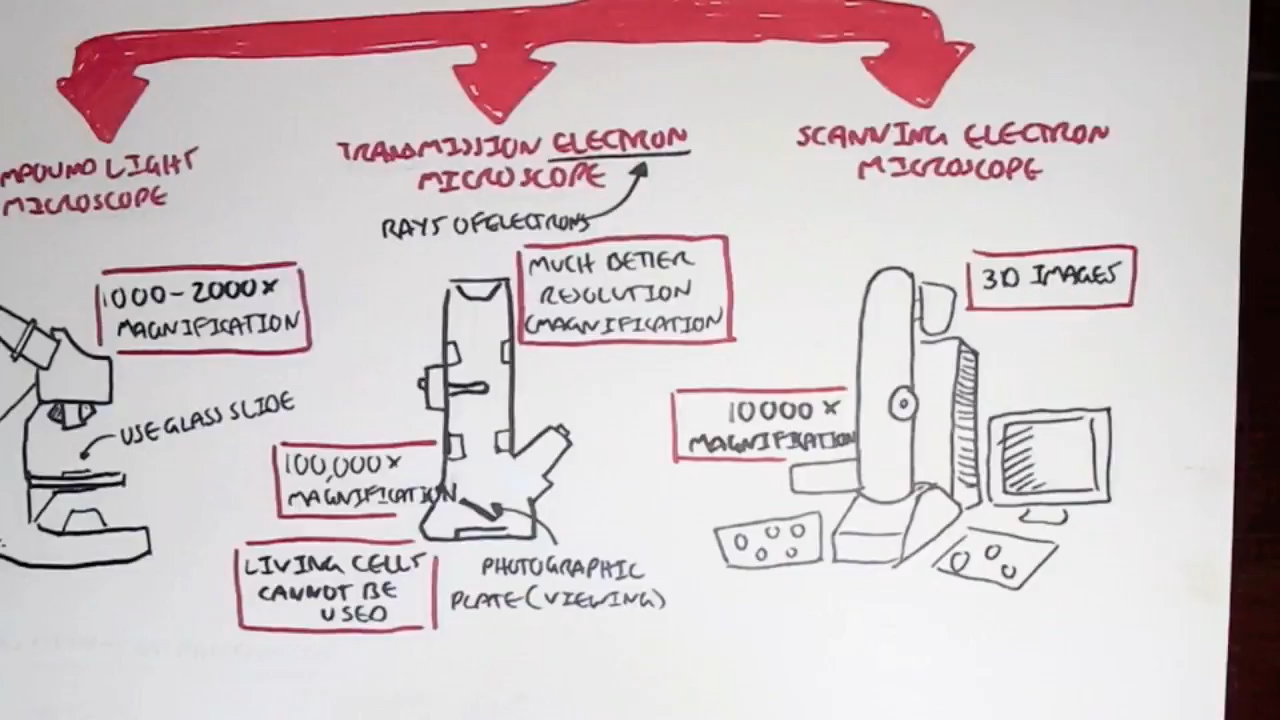 MPOUND LIGHT
MICROSCOPE
1000-2000x
MAGNIFICATION
USE GLASS SLIDE
TRANSMISSION ELECTRON
MICROSCOPE
RAYS OF ELECTRONS
MUCH BETTER
RESOLUTION
(MAGNIFICATION)
100,000x
MAGNIFICATION
LIVING CELLS
CANNOT BE
USED
PHOTOGRAPHIC
PLATE (VIEWING)
SCANNING ELECTRON
MICROSCOPE
3D IMAGES
10000 x
MAGNIFICATION